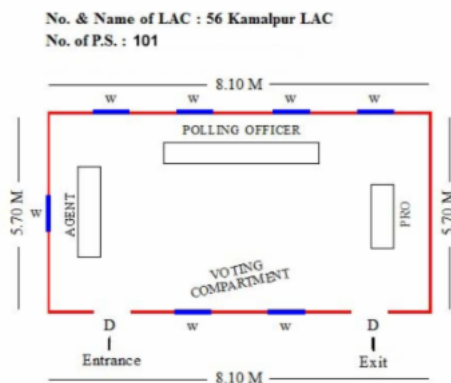 No. & Name of LAC : 56 Kamalpur LAC
No. of P.S. : 101
8.10 M
w w w w
POLLING OFFICER
5.70 M
w
AGENT
PRO
5.70 M
VOTING
COMPARTMENT
D w w D
Entrance Exit
8.10 M